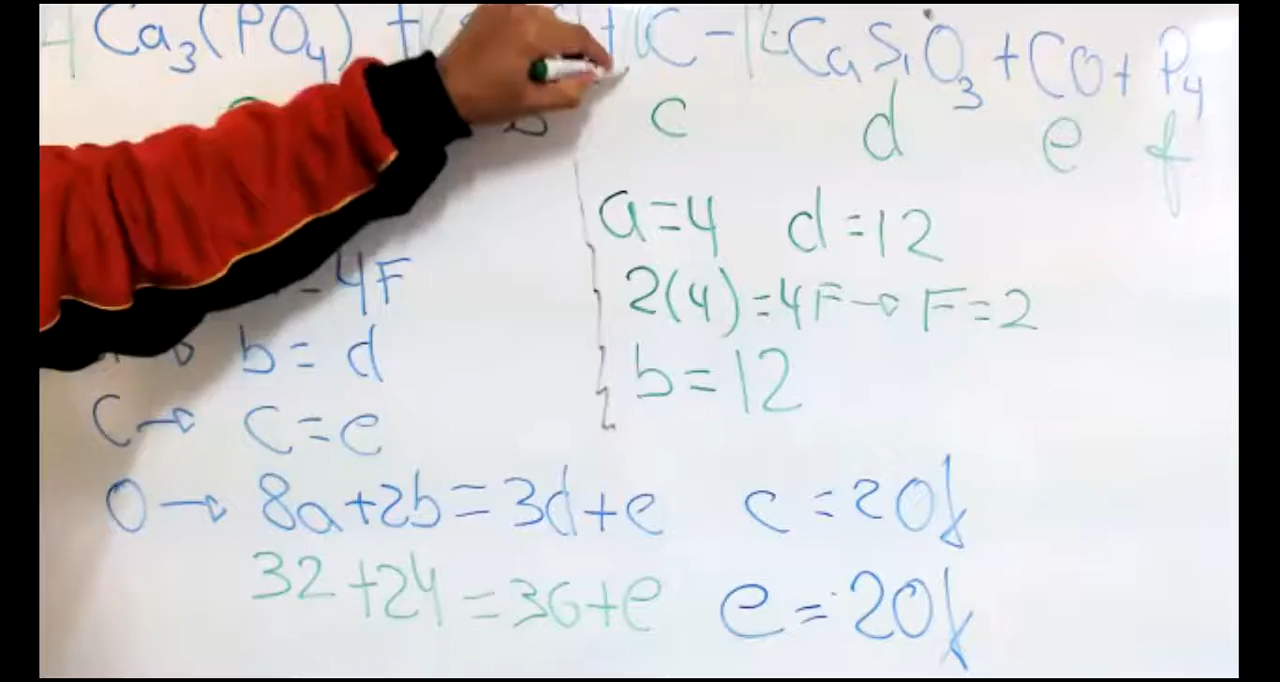 4 Ca3(PO4) + + C → 12 CaSiO3 + CO + P4
c d e f
a=4 d=12
= 4F 2(4)=4F→ F=2
b=d b=12
C→ c=e
O→ 8a+2b=3d+e c=20
32+24=36+e e=20